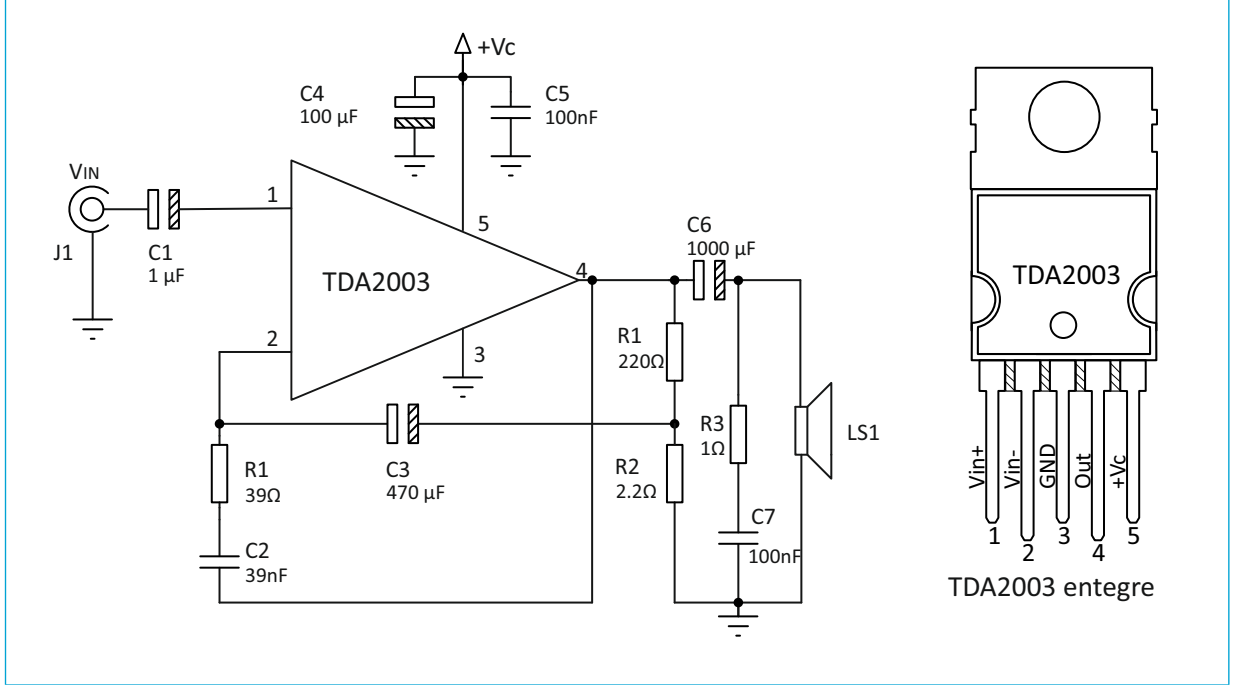 +Vc
C4
100 µF
C5
100nF
VIN
J1
C1
1 µF
1
5
TDA2003
4
2
3
C6
1000 µF
R1
220Ω
R3
1Ω
LS1
R1
39Ω
C3
470 µF
R2
2.2Ω
C2
39nF
C7
100nF
TDA2003
Vin+
Vin-
GND
Out
+Vc
1
2
3
4
5
TDA2003 entegre